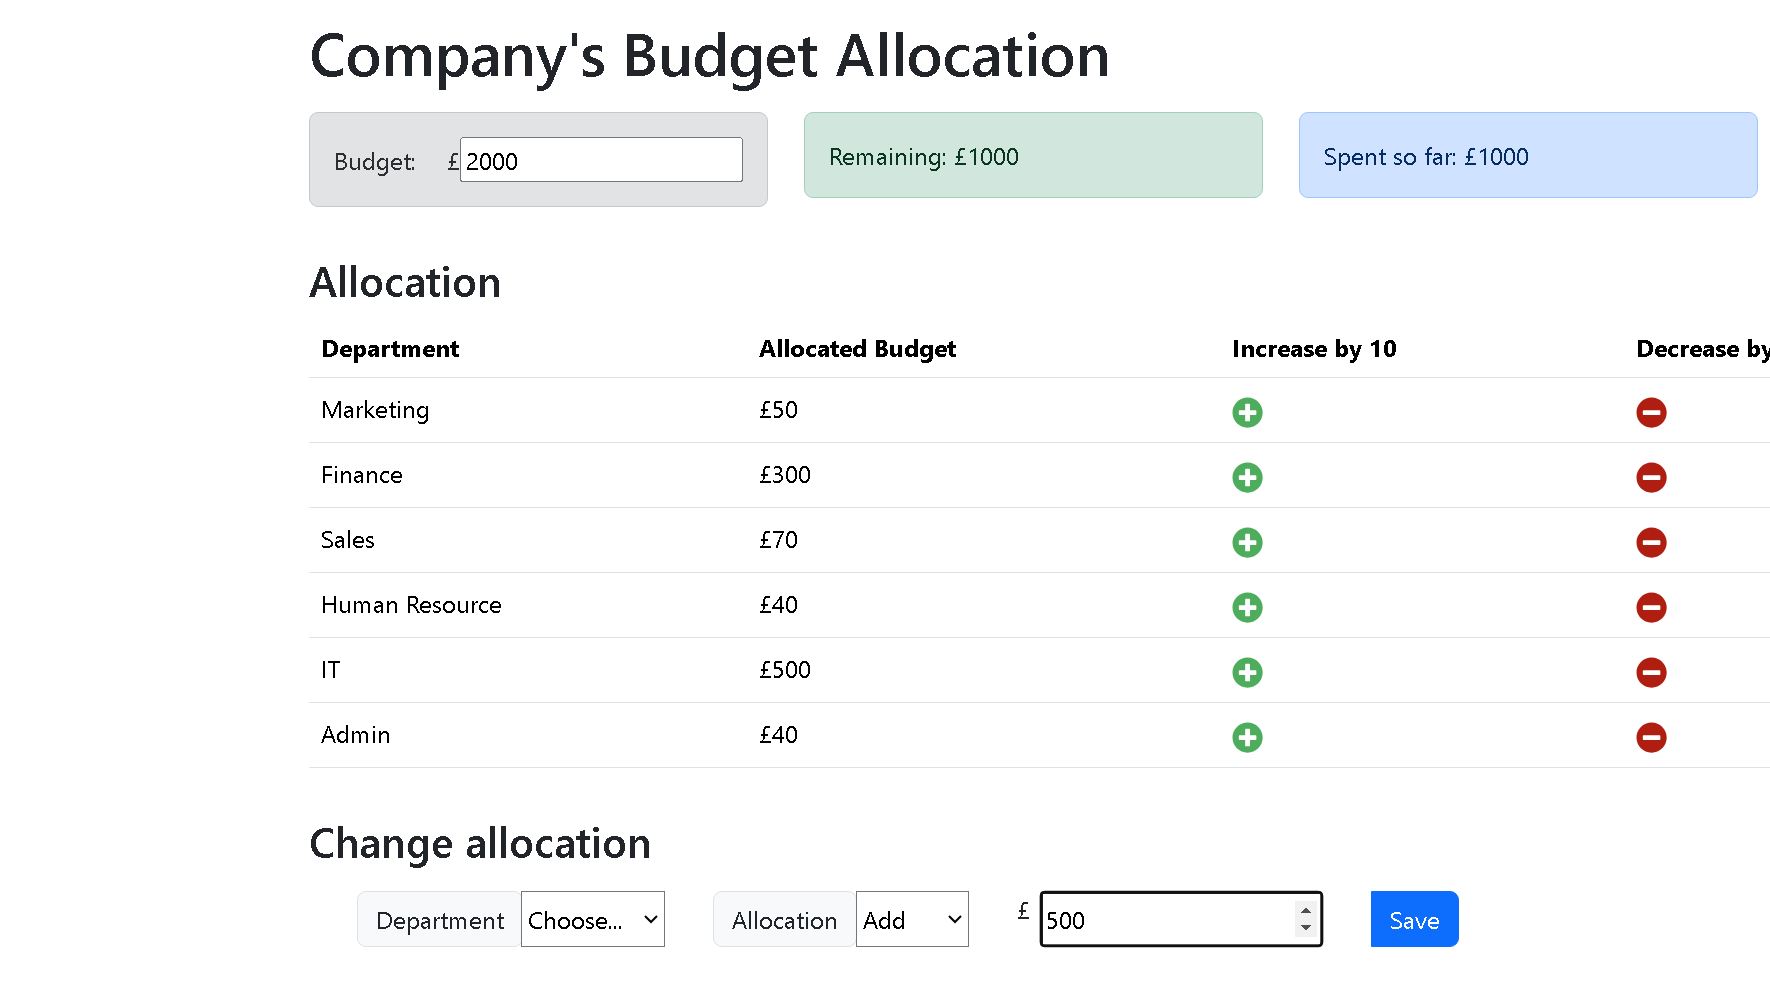 Company's Budget Allocation
Budget: £ 2000
Remaining: £1000
Spent so far: £1000
Allocation
Department Allocated Budget Increase by 10 Decrease by
Marketing £50
Finance £300
Sales £70
Human Resource £40
IT £500
Admin £40
Change allocation
Department Choose... Allocation Add £ 500 Save